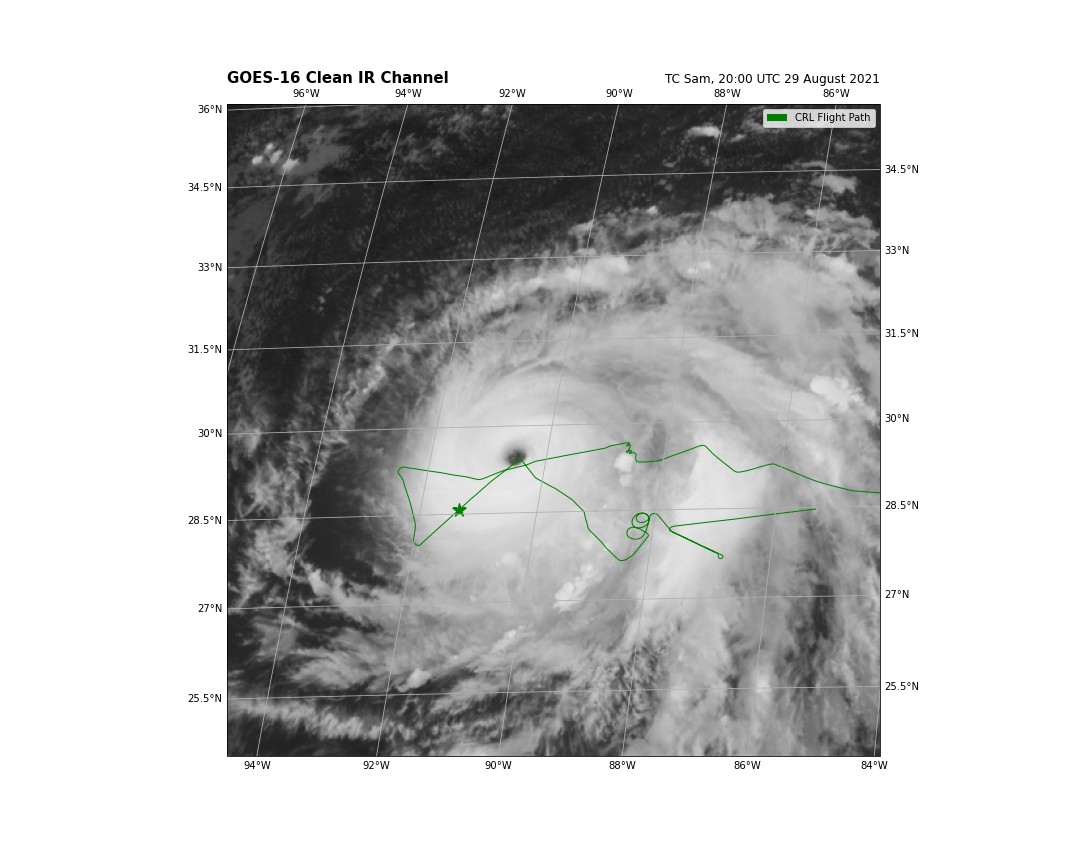 GOES-16 Clean IR Channel
TC Sam, 20:00 UTC 29 August 2021
96°W 94°W 92°W 90°W 88°W 86°W
CRL Flight Path
36°N
34.5°N 34.5°N
33°N 33°N
31.5°N 31.5°N
30°N 30°N
28.5°N 28.5°N
27°N 27°N
25.5°N 25.5°N
94°W 92°W 90°W 88°W 86°W 84°W